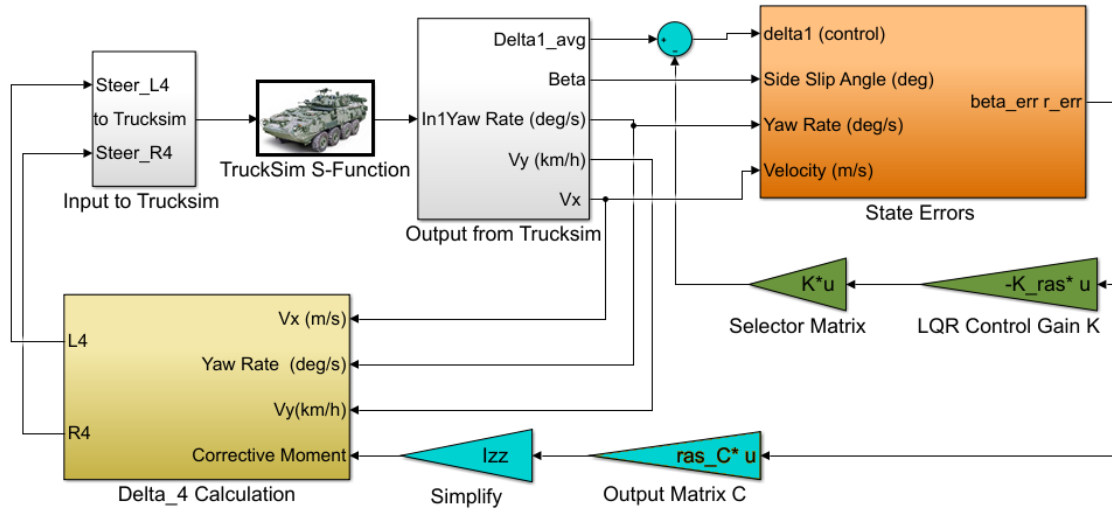 Steer_L4
to Trucksim
Steer_R4
Input to Trucksim
TruckSim S-Function
Delta1_avg
Beta
In1 Yaw Rate (deg/s)
Vy (km/h)
Vx
Output from Trucksim
+
-
delta1 (control)
Side Slip Angle (deg)
Yaw Rate (deg/s)
Velocity (m/s)
beta_err r_err
State Errors
K*u
Selector Matrix
-K_ras* u
LQR Control Gain K
Vx (m/s)
L4
Yaw Rate (deg/s)
Vy(km/h)
R4
Corrective Moment
Delta_4 Calculation
Izz
Simplify
ras_C* u
Output Matrix C